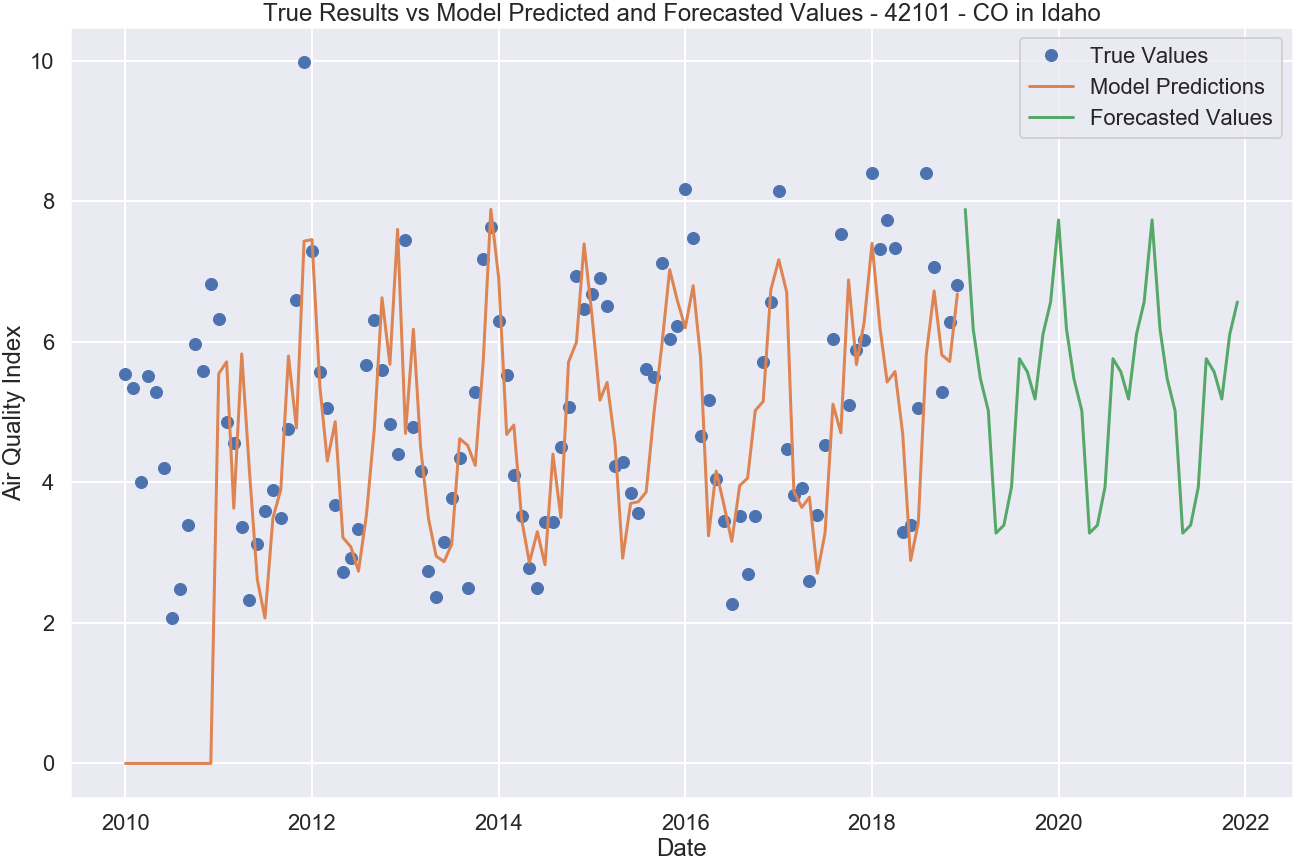 True Results vs Model Predicted and Forecasted Values - 42101 - CO in Idaho
True Values
Model Predictions
Forecasted Values
Air Quality Index
10
8
6
4
2
0
2010 2012 2014 2016 2018 2020 2022
Date